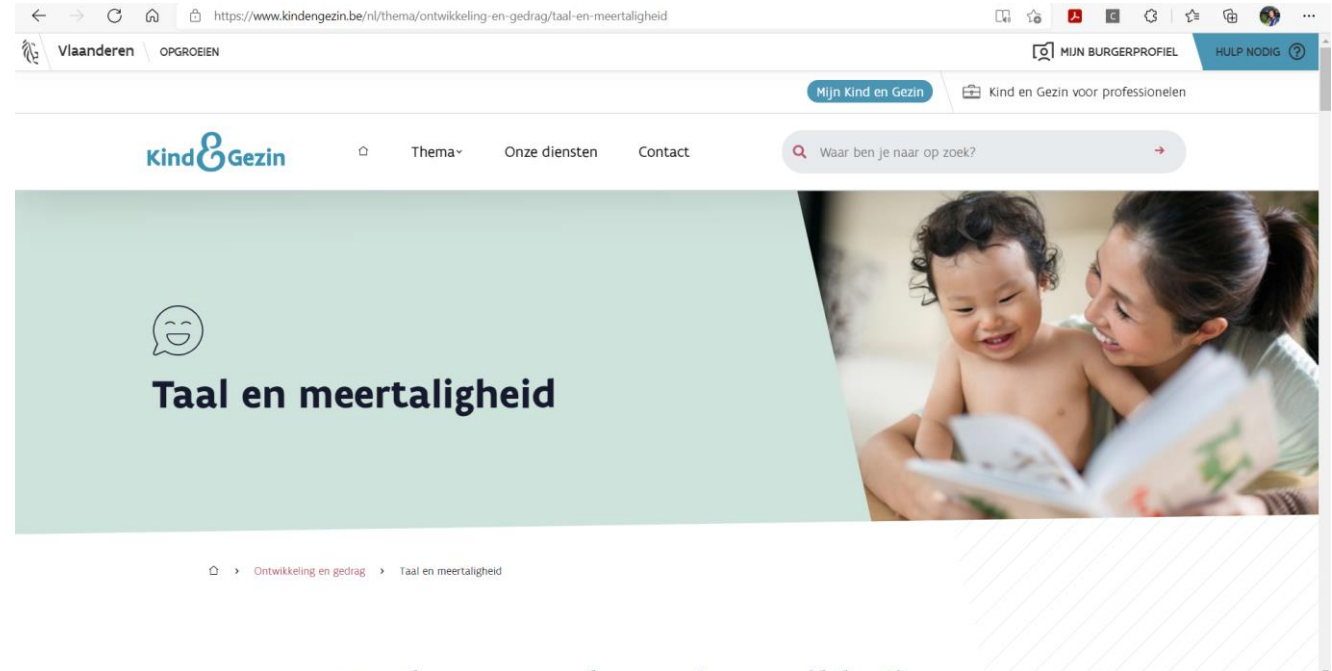 https://www.kindengezin.be/nl/thema/ontwikkeling-en-gedrag/taal-en-meertaligheid
Vlaanderen OPGROEIEN MIJN BURGERPROFIEL HULP NODIG ?
Mijn Kind en Gezin Kind en Gezin voor professionelen
Kind & Gezin Thema Onze diensten Contact Waar ben je naar op zoek?
Taal en meertaligheid
Ontwikkeling en gedrag > Taal en meertaligheid